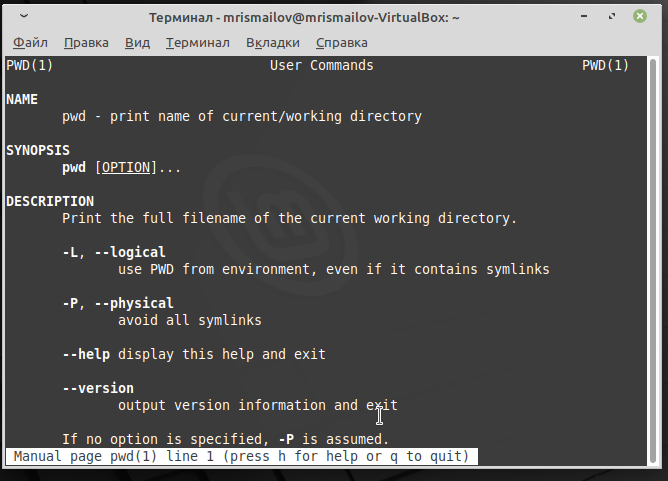 Терминал - mrismailov@mrismailov-VirtualBox: ~
Файл Правка Вид Терминал Вкладки Справка
PWD(1) User Commands PWD(1)
NAME
pwd - print name of current/working directory
SYNOPSIS
pwd [OPTION]...
DESCRIPTION
Print the full filename of the current working directory.
-L, --logical
use PWD from environment, even if it contains symlinks
-P, --physical
avoid all symlinks
--help display this help and exit
--version
output version information and exit
If no option is specified, -P is assumed.
Manual page pwd(1) line 1 (press h for help or q to quit)